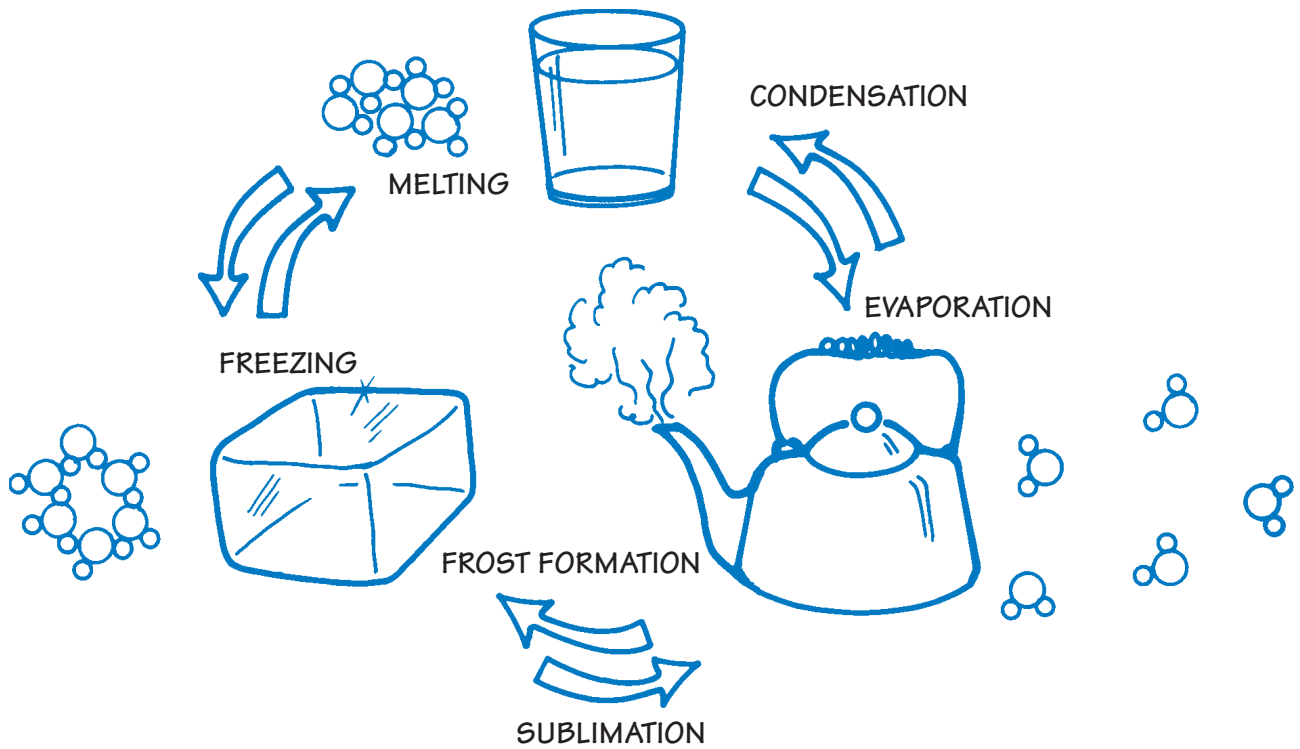 CONDENSATION
MELTING
EVAPORATION
FREEZING
FROST FORMATION
SUBLIMATION